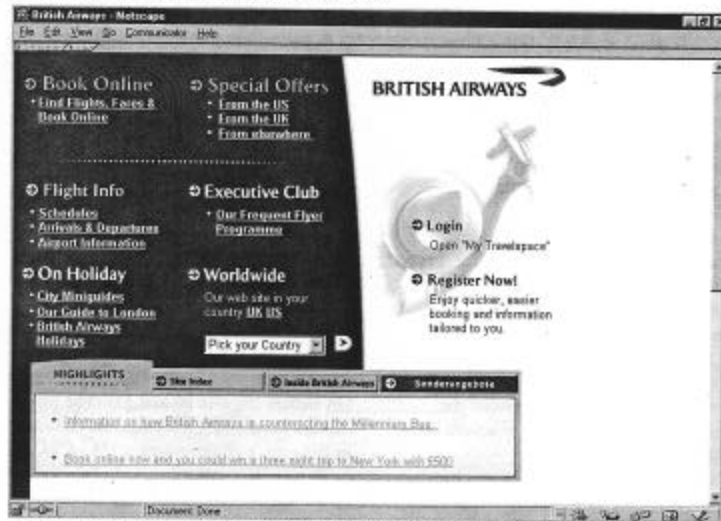 British Airways - Netscape
File Edit View Go Communicator Help
Book Online
• Find Flights, Fares &
Book Online
Special Offers
• From the US
• From the UK
• From elsewhere
BRITISH AIRWAYS
Flight Info
• Schedules
• Arrivals & Departures
• Airport Information
Executive Club
• Our Frequent Flyer
Programme
Login
Open "My Travelspace"
On Holiday
• City Miniguides
• Our Guide to London
• British Airways
Holidays
Worldwide
Our web site in your
country UK US
Pick your Country
Register Now!
Enjoy quicker, easier
booking and information
tailored to you.
HIGHLIGHTS
Site Index
Inside British Airways
Sonderangebote
• Information on how British Airways is counteracting the Millennium Bug...
• Book online now and you could win a three night trip to New York with £500
Document: Done